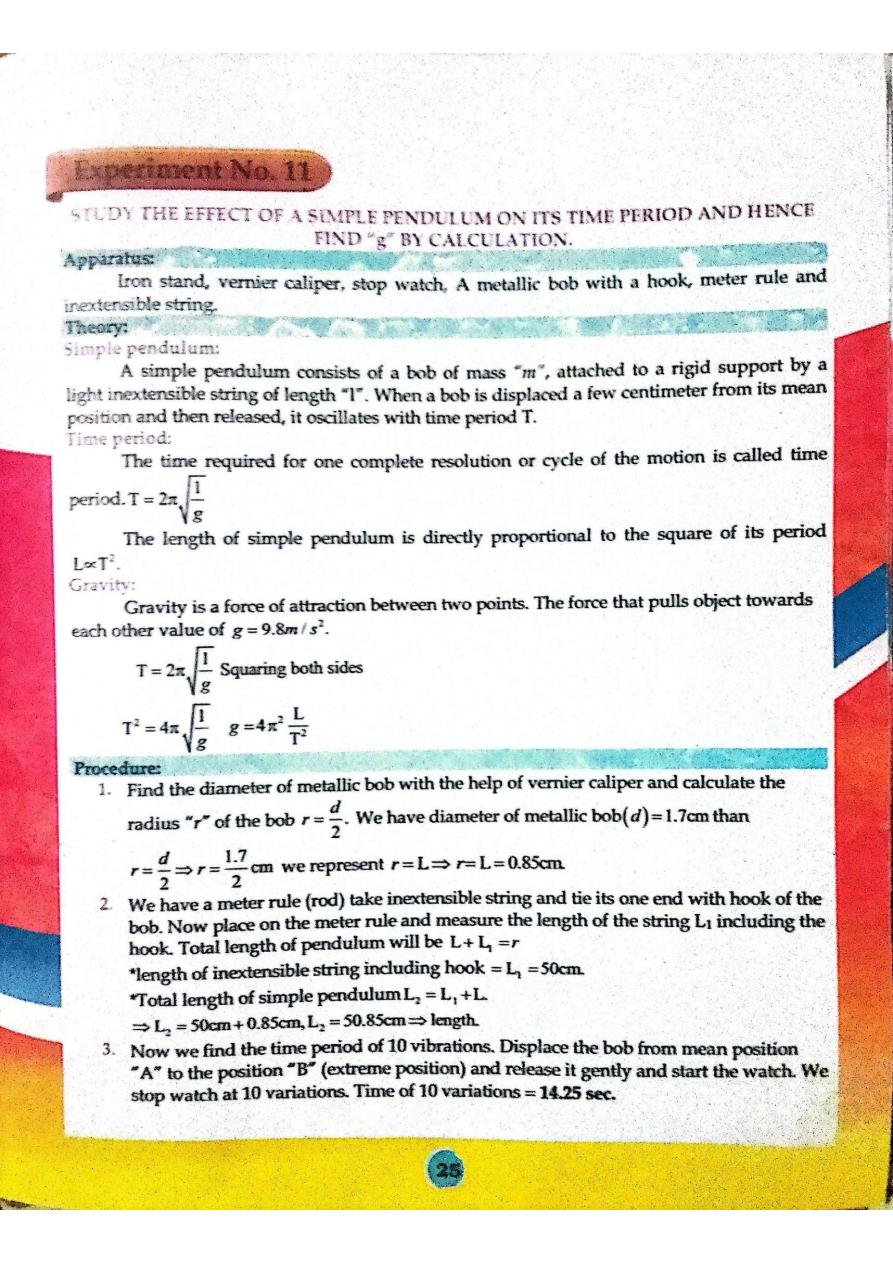 Experiment No. 11
STUDY THE EFFECT OF A SIMPLE PENDULUM ON ITS TIME PERIOD AND HENCE
FIND "g" BY CALCULATION.
Apparatus:
Iron stand, vernier caliper, stop watch, A metallic bob with a hook, meter rule and
inextensible string.
Theory:
Simple pendulum:
A simple pendulum consists of a bob of mass "m", attached to a rigid support by a
light inextensible string of length "l". When a bob is displaced a few centimeter from its mean
position and then released, it oscillates with time period T.
Time period:
The time required for one complete resolution or cycle of the motion is called time
period. T = 2π√(l/g)
The length of simple pendulum is directly proportional to the square of its period
L∝T².
Gravity:
Gravity is a force of attraction between two points. The force that pulls object towards
each other value of g = 9.8m / s².
T = 2π√(l/g) Squaring both sides
T² = 4π√(l/g) g = 4π² L/T²
Procedure:
1. Find the diameter of metallic bob with the help of vernier caliper and calculate the
radius "r" of the bob r = d/2. We have diameter of metallic bob(d)=1.7cm than
r = d/2 ⇒ r = 1.7/2 cm we represent r = L ⇒ r= L = 0.85cm.
2. We have a meter rule (rod) take inextensible string and tie its one end with hook of the
bob. Now place on the meter rule and measure the length of the string L₁ including the
hook. Total length of pendulum will be L+ L₁ =r
*length of inextensible string including hook = L₁ =50cm.
*Total length of simple pendulum L₂ = L₁ +L.
⇒ L₂ = 50cm+ 0.85cm, L₂ = 50.85cm ⇒ length.
3. Now we find the time period of 10 vibrations. Displace the bob from mean position
"A" to the position "B" (extreme position) and release it gently and start the watch. We
stop watch at 10 variations. Time of 10 variations = 14.25 sec.
25